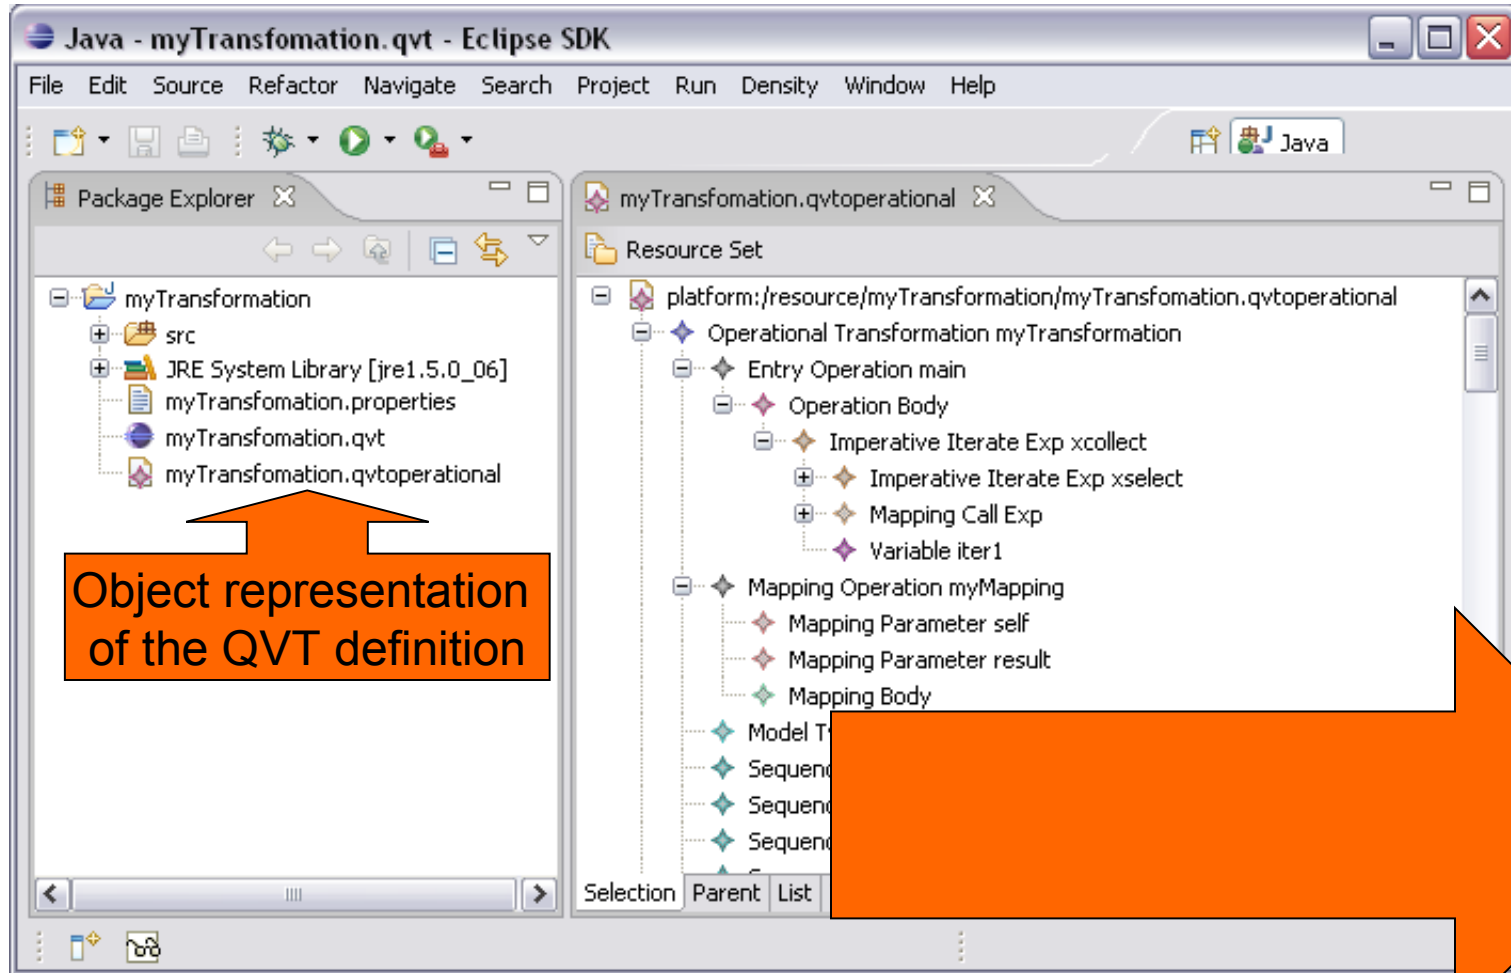 Java - myTransfomation.qvt - Eclipse SDK
File Edit Source Refactor Navigate Search Project Run Density Window Help
Java
Package Explorer
myTransformation
src
JRE System Library [jre1.5.0_06]
myTransfomation.properties
myTransfomation.qvt
myTransfomation.qvtoperational
Object representation
of the QVT definition
myTransfomation.qvtoperational
Resource Set
platform:/resource/myTransformation/myTransfomation.qvtoperational
Operational Transformation myTransformation
Entry Operation main
Operation Body
Imperative Iterate Exp xcollect
Imperative Iterate Exp xselect
Mapping Call Exp
Variable iter1
Mapping Operation myMapping
Mapping Parameter self
Mapping Parameter result
Mapping Body
Model
Selection Parent List